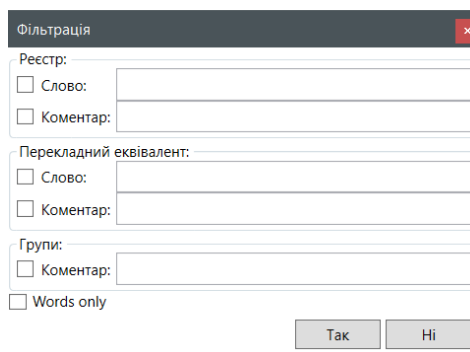 Фільтрація
Реєстр:
Слово:
Коментар:
Перекладний еквівалент:
Слово:
Коментар:
Групи:
Коментар:
Words only
Так Ні